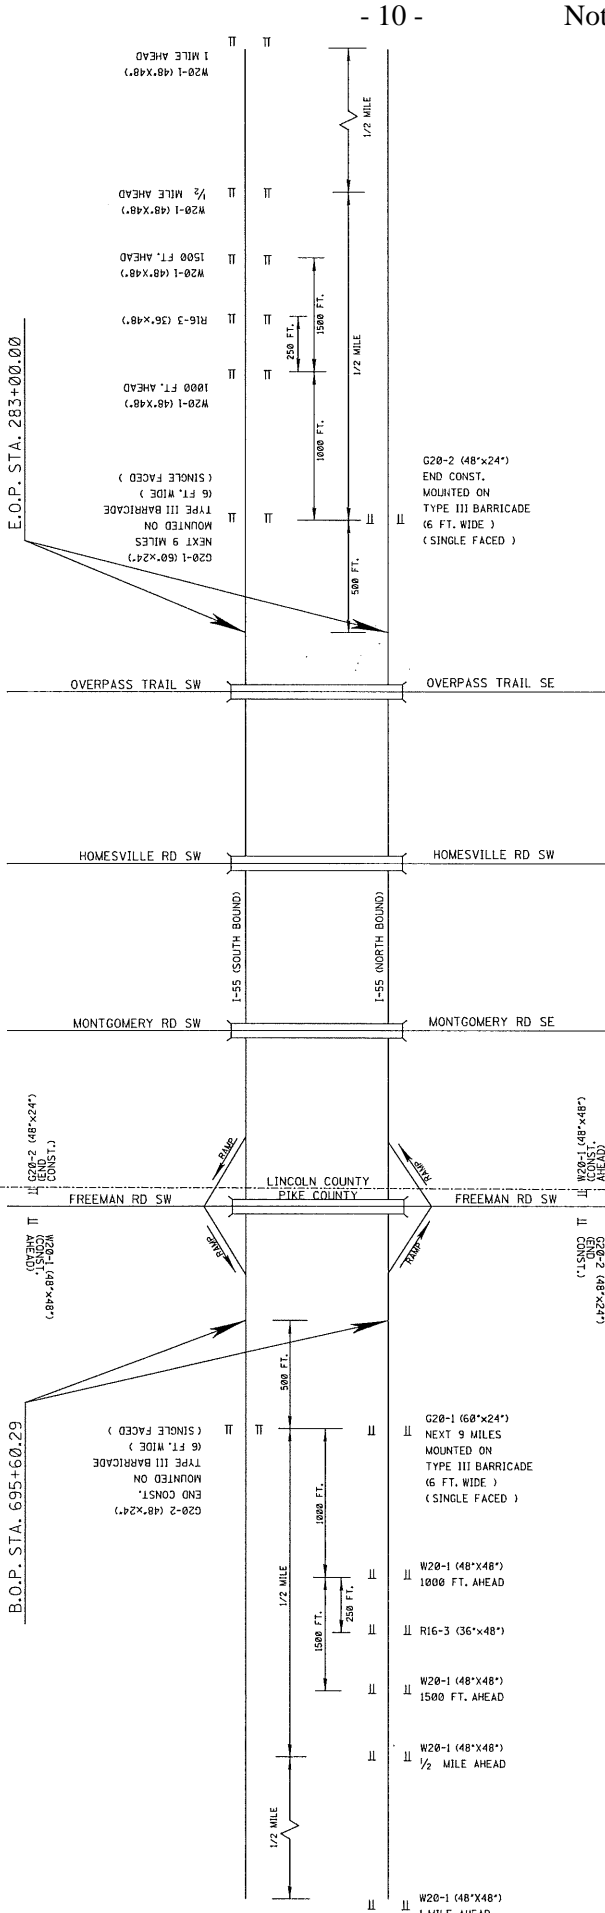 - 10 -
Not
1 MILE AHEAD
W20-1 (48"X48")
1/2 MILE
½ MILE AHEAD
W20-1 (48"X48")
1500 FT. AHEAD
W20-1 (48"X48")
R16-3 (36"x48")
250 FT.
1500 FT.
1/2 MILE
1000 FT. AHEAD
W20-1 (48"X48")
E.O.P. STA. 283+00.00
1000 FT.
G20-1 (60"x24")
NEXT 9 MILES
MOUNTED ON
TYPE III BARRICADE
(6 FT. WIDE )
(SINGLE FACED )
G20-2 (48"x24")
END CONST.
MOUNTED ON
TYPE III BARRICADE
(6 FT. WIDE )
(SINGLE FACED )
500 FT.
OVERPASS TRAIL SW
OVERPASS TRAIL SE
HOMESVILLE RD SW
HOMESVILLE RD SW
I-55 (SOUTH BOUND)
I-55 (NORTH BOUND)
MONTGOMERY RD SW
MONTGOMERY RD SE
G20-2 (48"x24")
(END
CONST.)
W20-1 (48"x48")
(CONST.
AHEAD)
RAMP
RAMP
LINCOLN COUNTY
PIKE COUNTY
FREEMAN RD SW
FREEMAN RD SW
W20-1 (48"x48")
(CONST.
AHEAD)
G20-2 (48"x24")
(END
CONST.)
RAMP
RAMP
500 FT.
B.O.P. STA. 695+60.29
G20-2 (48"x24")
END CONST.
MOUNTED ON
TYPE III BARRICADE
(6 FT. WIDE )
(SINGLE FACED )
G20-1 (60"x24")
NEXT 9 MILES
MOUNTED ON
TYPE III BARRICADE
(6 FT. WIDE )
(SINGLE FACED )
1000 FT.
1/2 MILE
1500 FT.
250 FT.
W20-1 (48"X48")
1000 FT. AHEAD
R16-3 (36"x48")
W20-1 (48"X48")
1500 FT. AHEAD
W20-1 (48"X48")
½ MILE AHEAD
1/2 MILE
W20-1 (48"X48")
1 MILE AHEAD